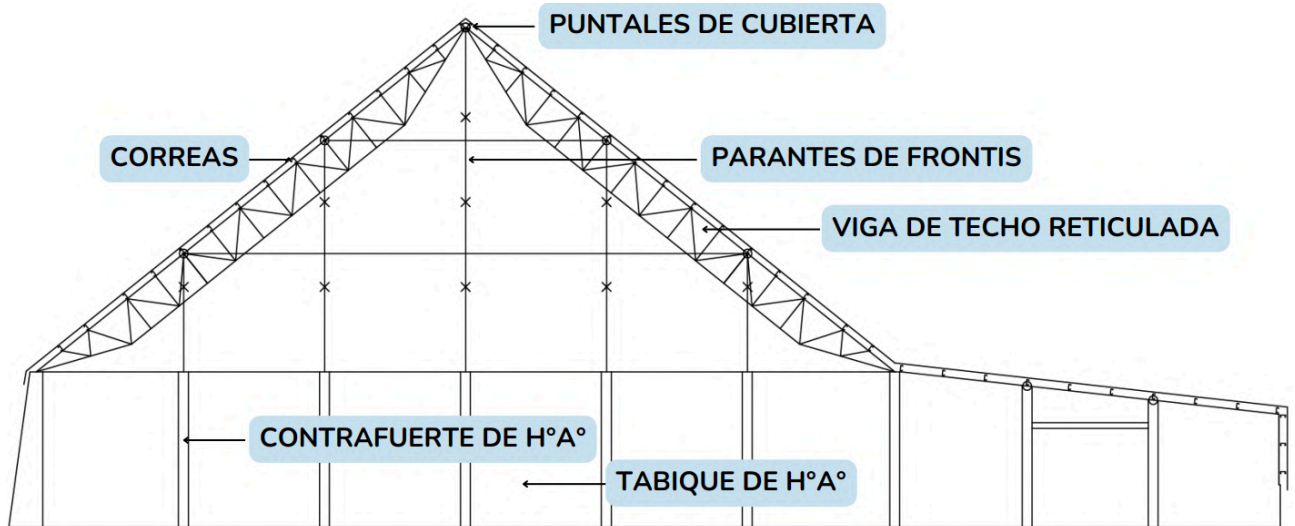 PUNTALES DE CUBIERTA
CORREAS
PARANTES DE FRONTIS
VIGA DE TECHO RETICULADA
CONTRAFUERTE DE H°A°
TABIQUE DE H°A°